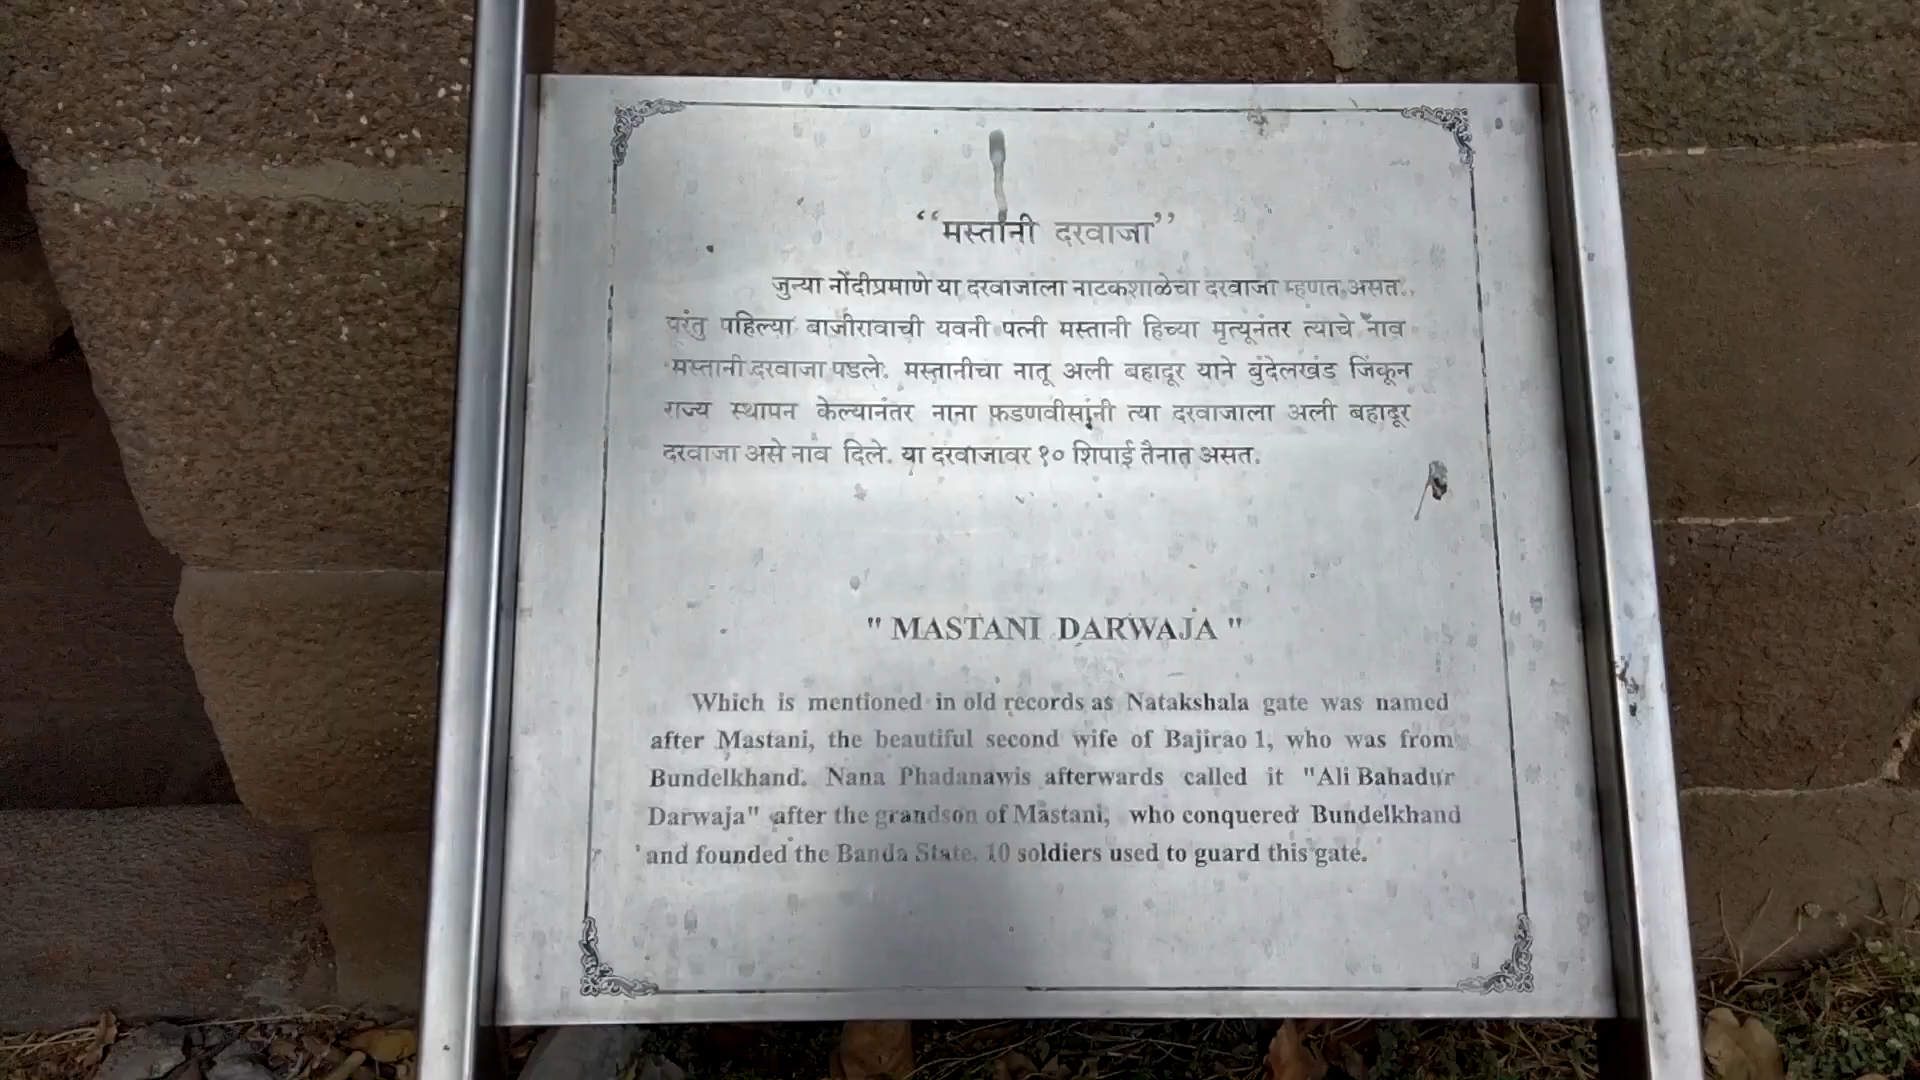 “मस्तानी दरवाजा”
जुन्या नोंदीप्रमाणे या दरवाजाला नाटकशाळेचा दरवाजा म्हणत असत.
परंतु पहिल्या बाजीरावाची यवनी पत्नी मस्तानी हिच्या मृत्यूनंतर त्याचे नाव
मस्तानी दरवाजा पडले. मस्तानीचा नातू अली बहादूर याने बुंदेलखंड जिंकून
राज्य स्थापन केल्यानंतर नाना फडणवीसांनी त्या दरवाजाला अली बहादूर
दरवाजा असे नाव दिले. या दरवाजावर १० शिपाई तैनात असत.
" MASTANI DARWAJA "
Which is mentioned in old records as Natakshala gate was named
after Mastani, the beautiful second wife of Bajirao 1, who was from
Bundelkhand. Nana Phadanawis afterwards called it "Ali Bahadur
Darwaja" after the grandson of Mastani, who conquered Bundelkhand
and founded the Banda State. 10 soldiers used to guard this gate.